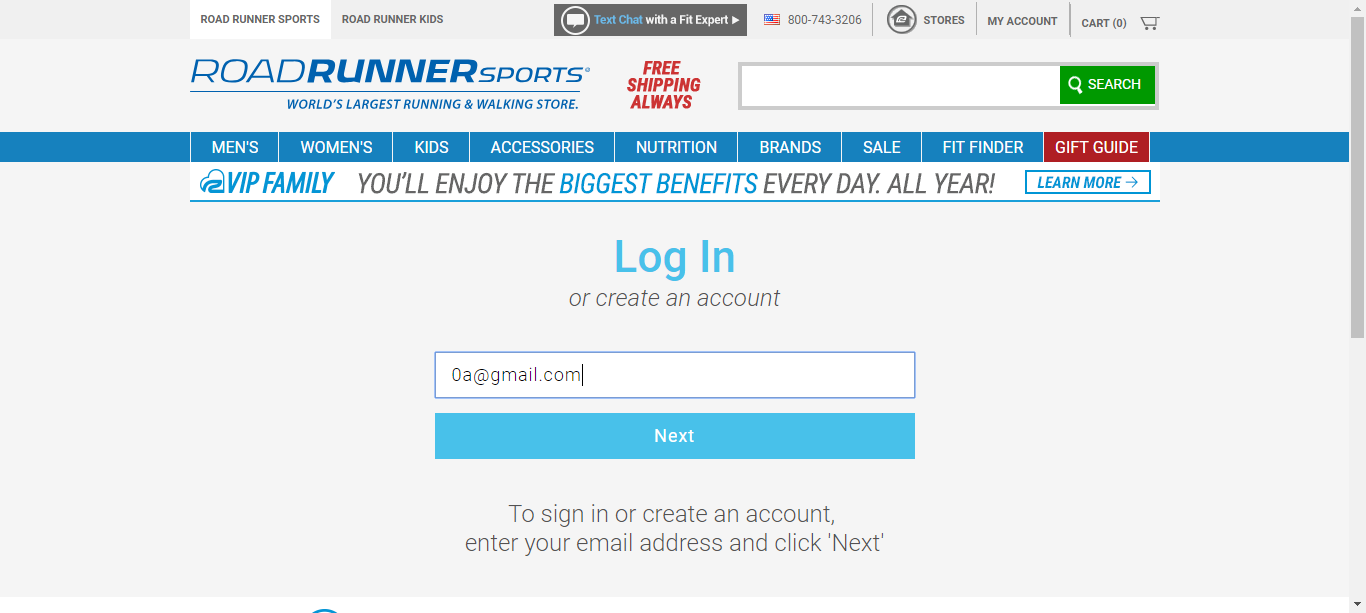 ROAD RUNNER SPORTS
ROAD RUNNER KIDS
Text Chat with a Fit Expert
800-743-3206
STORES
MY ACCOUNT
CART (0)
ROADRUNNERSPORTS®
WORLD'S LARGEST RUNNING & WALKING STORE.
FREE
SHIPPING
ALWAYS
SEARCH
MEN'S
WOMEN'S
KIDS
ACCESSORIES
NUTRITION
BRANDS
SALE
FIT FINDER
GIFT GUIDE
VIP FAMILY
YOU'LL ENJOY THE BIGGEST BENEFITS EVERY DAY. ALL YEAR!
LEARN MORE →
Log In
or create an account
0a@gmail.com
Next
To sign in or create an account,
enter your email address and click 'Next'